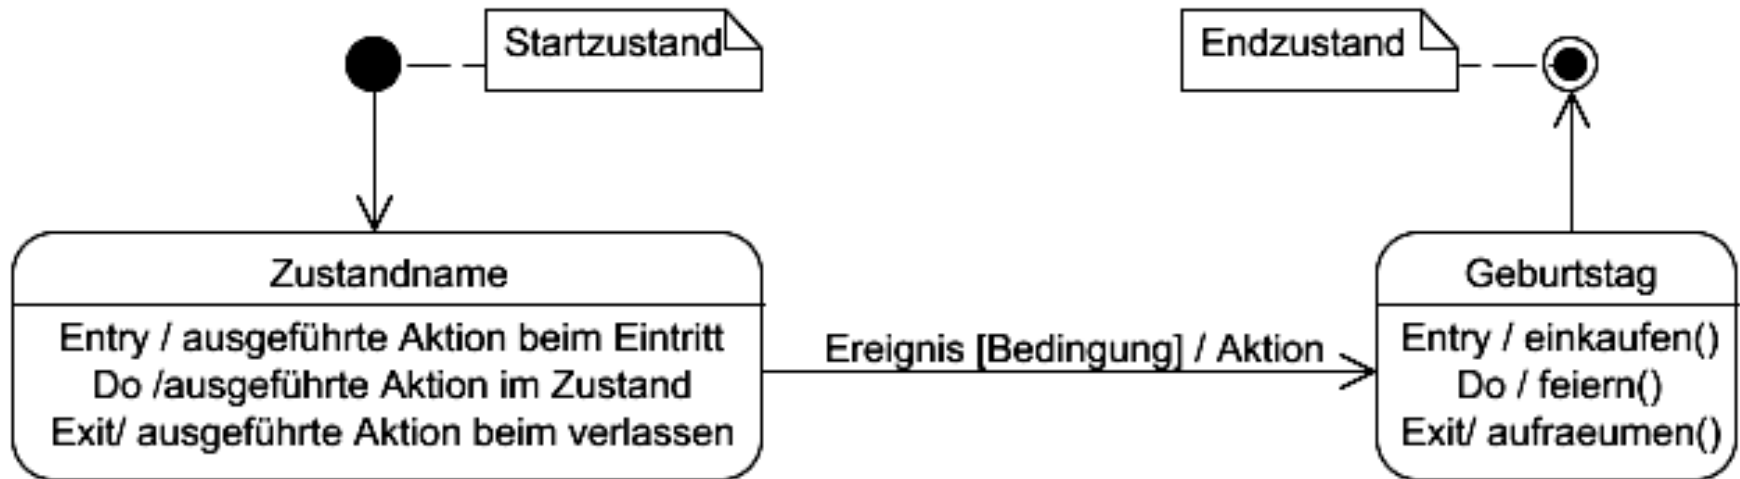 Startzustand
Endzustand
Zustandname
Entry / ausgeführte Aktion beim Eintritt
Do /ausgeführte Aktion im Zustand
Exit/ ausgeführte Aktion beim verlassen
Ereignis [Bedingung] / Aktion
Geburtstag
Entry / einkaufen()
Do / feiern()
Exit/ aufraeumen()